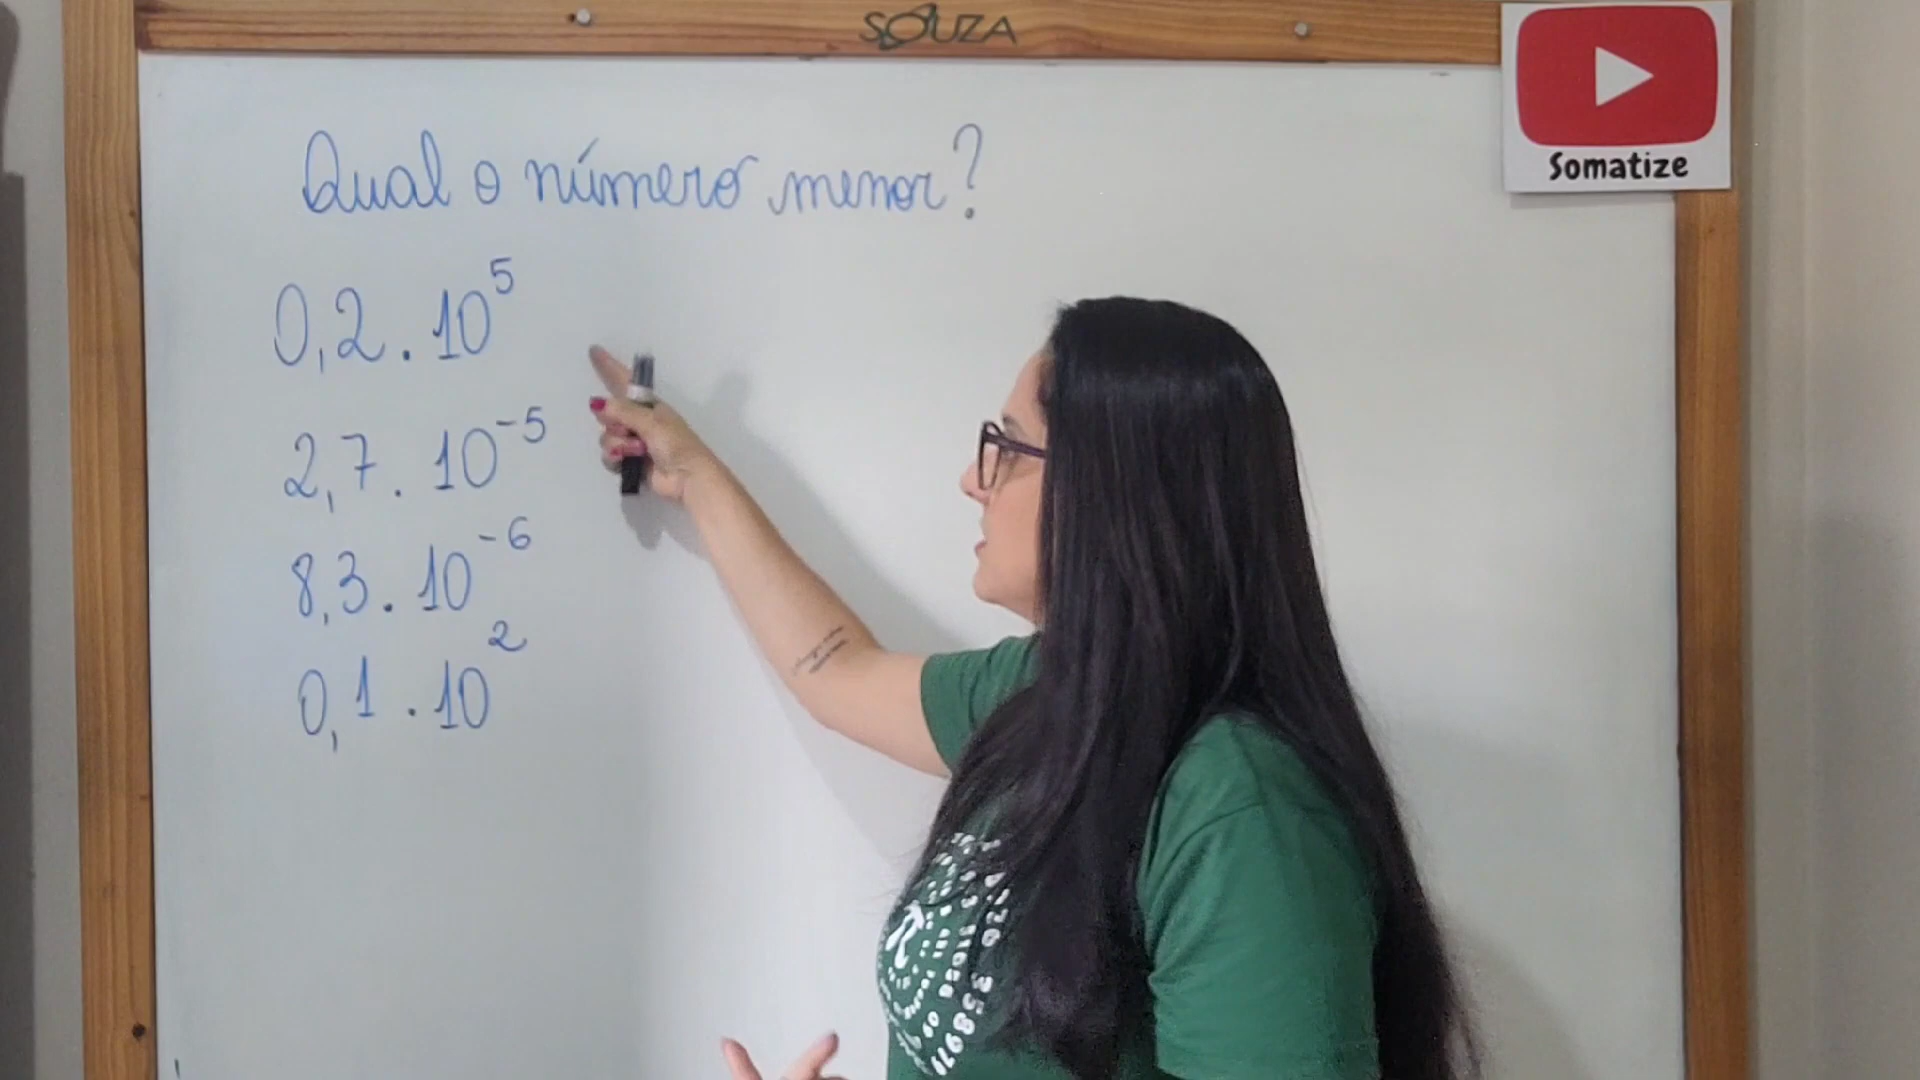 SOUZA
Somatize
Qual o número menor?
0,2 . 10⁵
2,7 . 10⁻⁵
8,3 . 10⁻⁶
0,1 . 10²